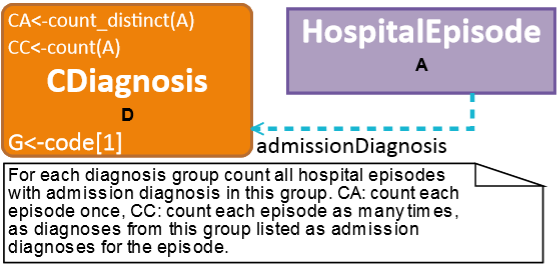 CA<-count_distinct(A)
CC<-count(A)
CDiagnosis
D
G<-code[1]
HospitalEpisode
A
admissionDiagnosis
For each diagnosis group count all hospital episodes
with admission diagnosis in this group. CA: count each
episode once, CC: count each episode as many times,
as diagnoses from this group listed as admission
diagnoses for the episode.